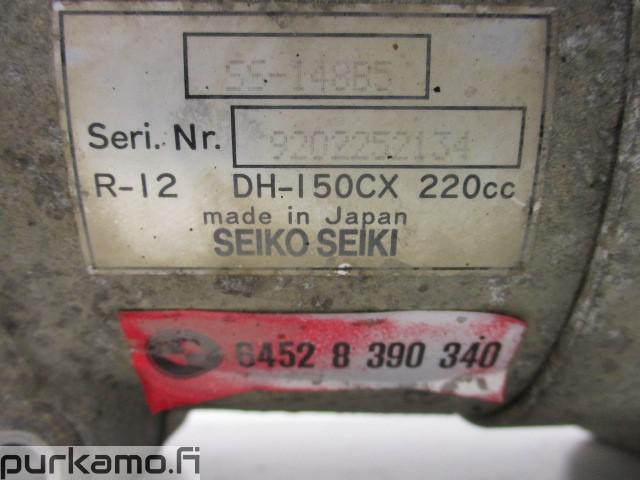 SS-148B5
Seri. Nr. 9202252134
R-12 DH-150CX 220cc
made in Japan
SEIKO SEIKI
6452 8 390 340
purkamo.fi